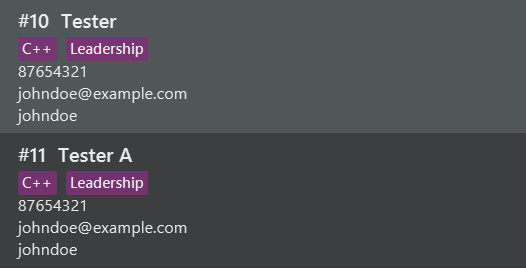 #10 Tester
C++ Leadership
87654321
johndoe@example.com
johndoe
#11 Tester A
C++ Leadership
87654321
johndoe@example.com
johndoe